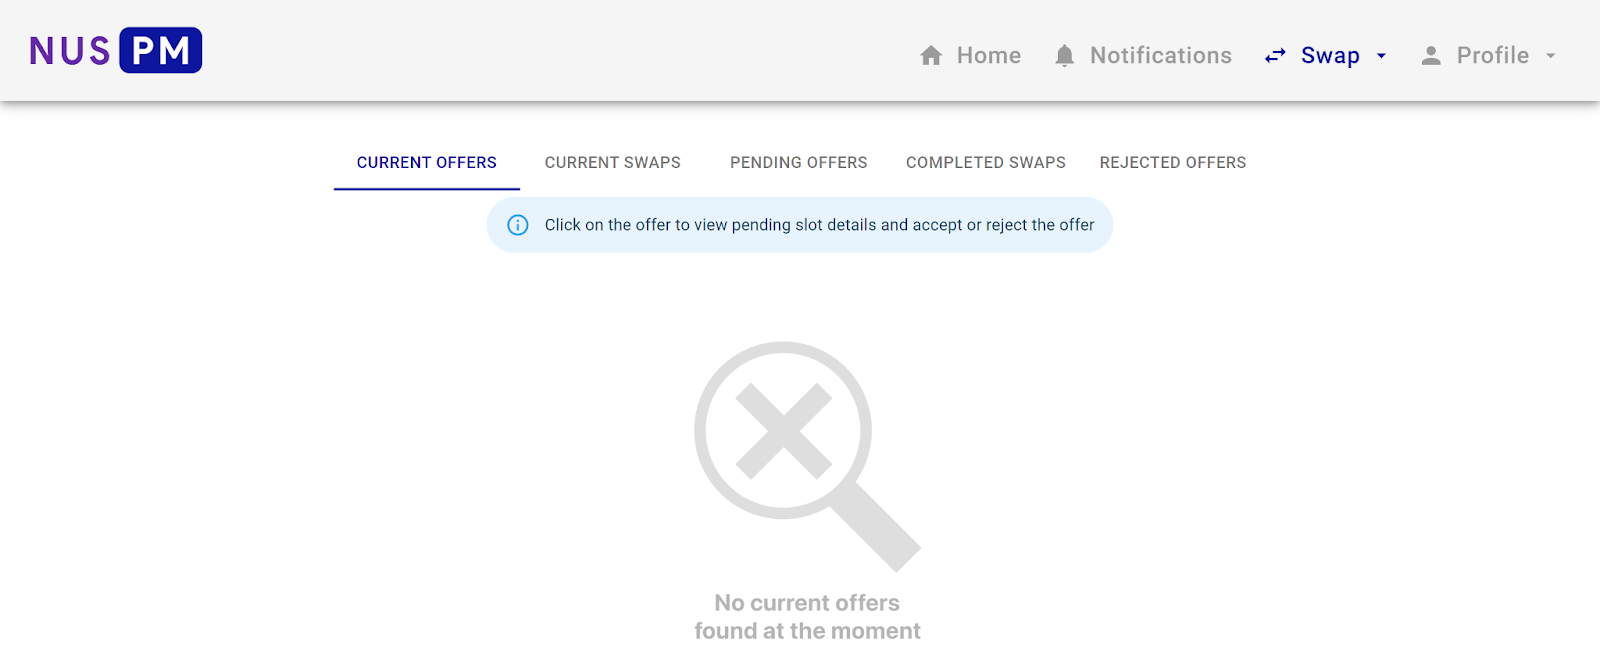 NUS PM
Home Notifications Swap Profile
CURRENT OFFERS CURRENT SWAPS PENDING OFFERS COMPLETED SWAPS REJECTED OFFERS
Click on the offer to view pending slot details and accept or reject the offer
No current offers
found at the moment